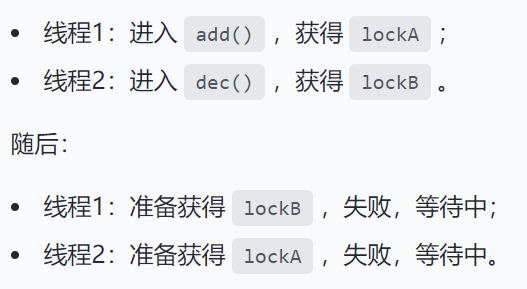 • 线程1：进入 add() ，获得 lockA ；
• 线程2：进入 dec() ，获得 lockB 。
随后：
• 线程1：准备获得 lockB ，失败，等待中；
• 线程2：准备获得 lockA ，失败，等待中。